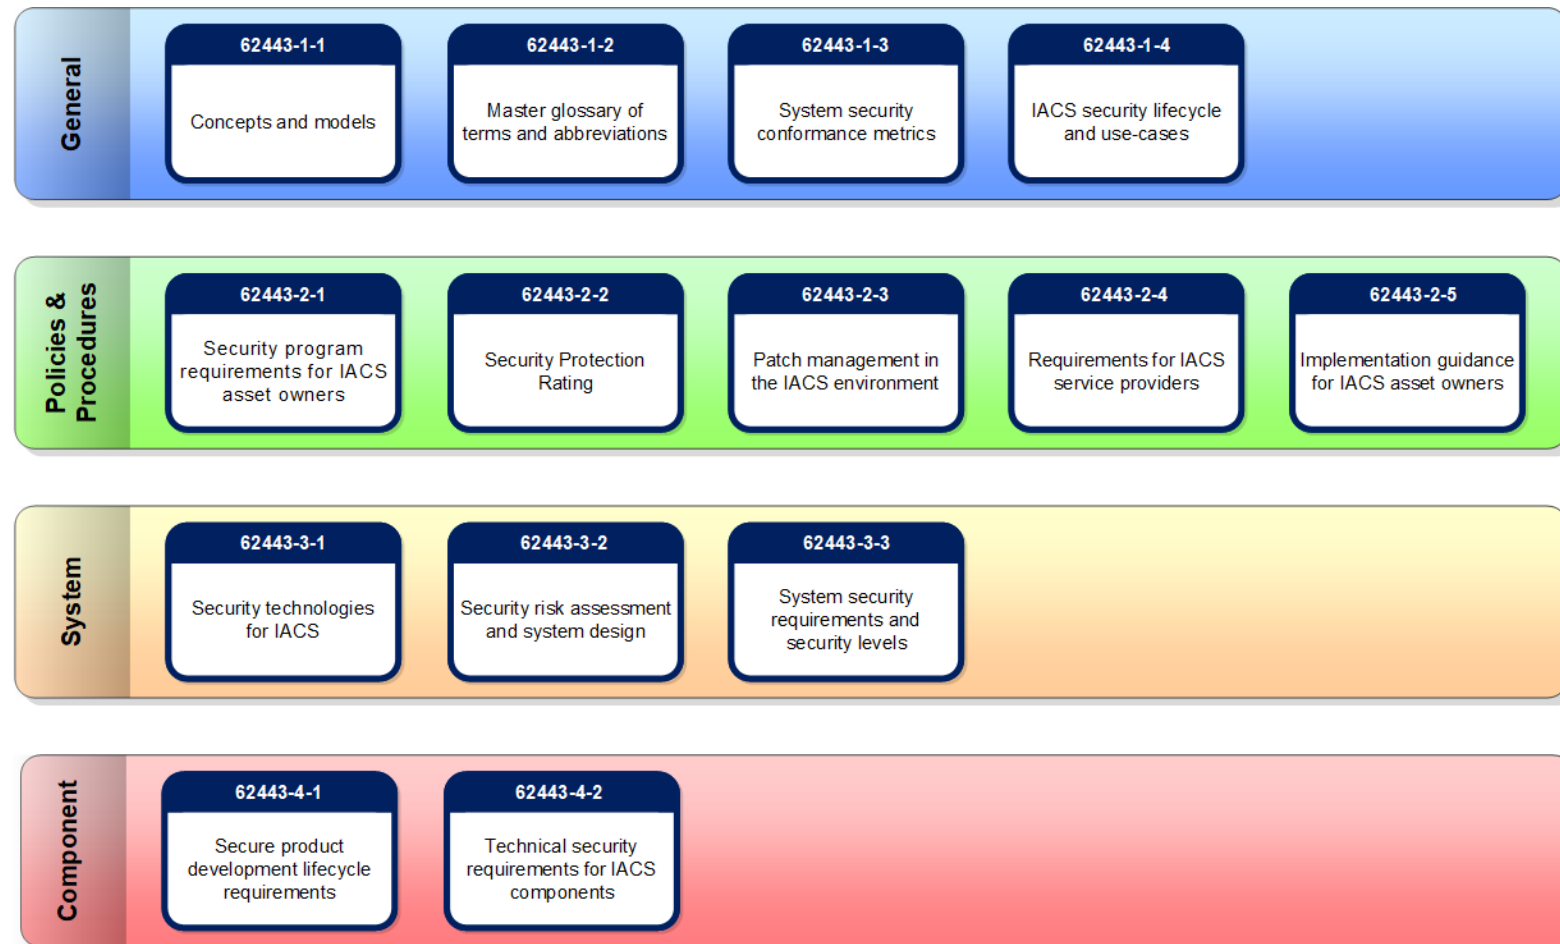 General
62443-1-1
Concepts and models
62443-1-2
Master glossary of
terms and abbreviations
62443-1-3
System security
conformance metrics
62443-1-4
IACS security lifecycle
and use-cases
Policies &
Procedures
62443-2-1
Security program
requirements for IACS
asset owners
62443-2-2
Security Protection
Rating
62443-2-3
Patch management in
the IACS environment
62443-2-4
Requirements for IACS
service providers
62443-2-5
Implementation guidance
for IACS asset owners
System
62443-3-1
Security technologies
for IACS
62443-3-2
Security risk assessment
and system design
62443-3-3
System security
requirements and
security levels
Component
62443-4-1
Secure product
development lifecycle
requirements
62443-4-2
Technical security
requirements for IACS
components